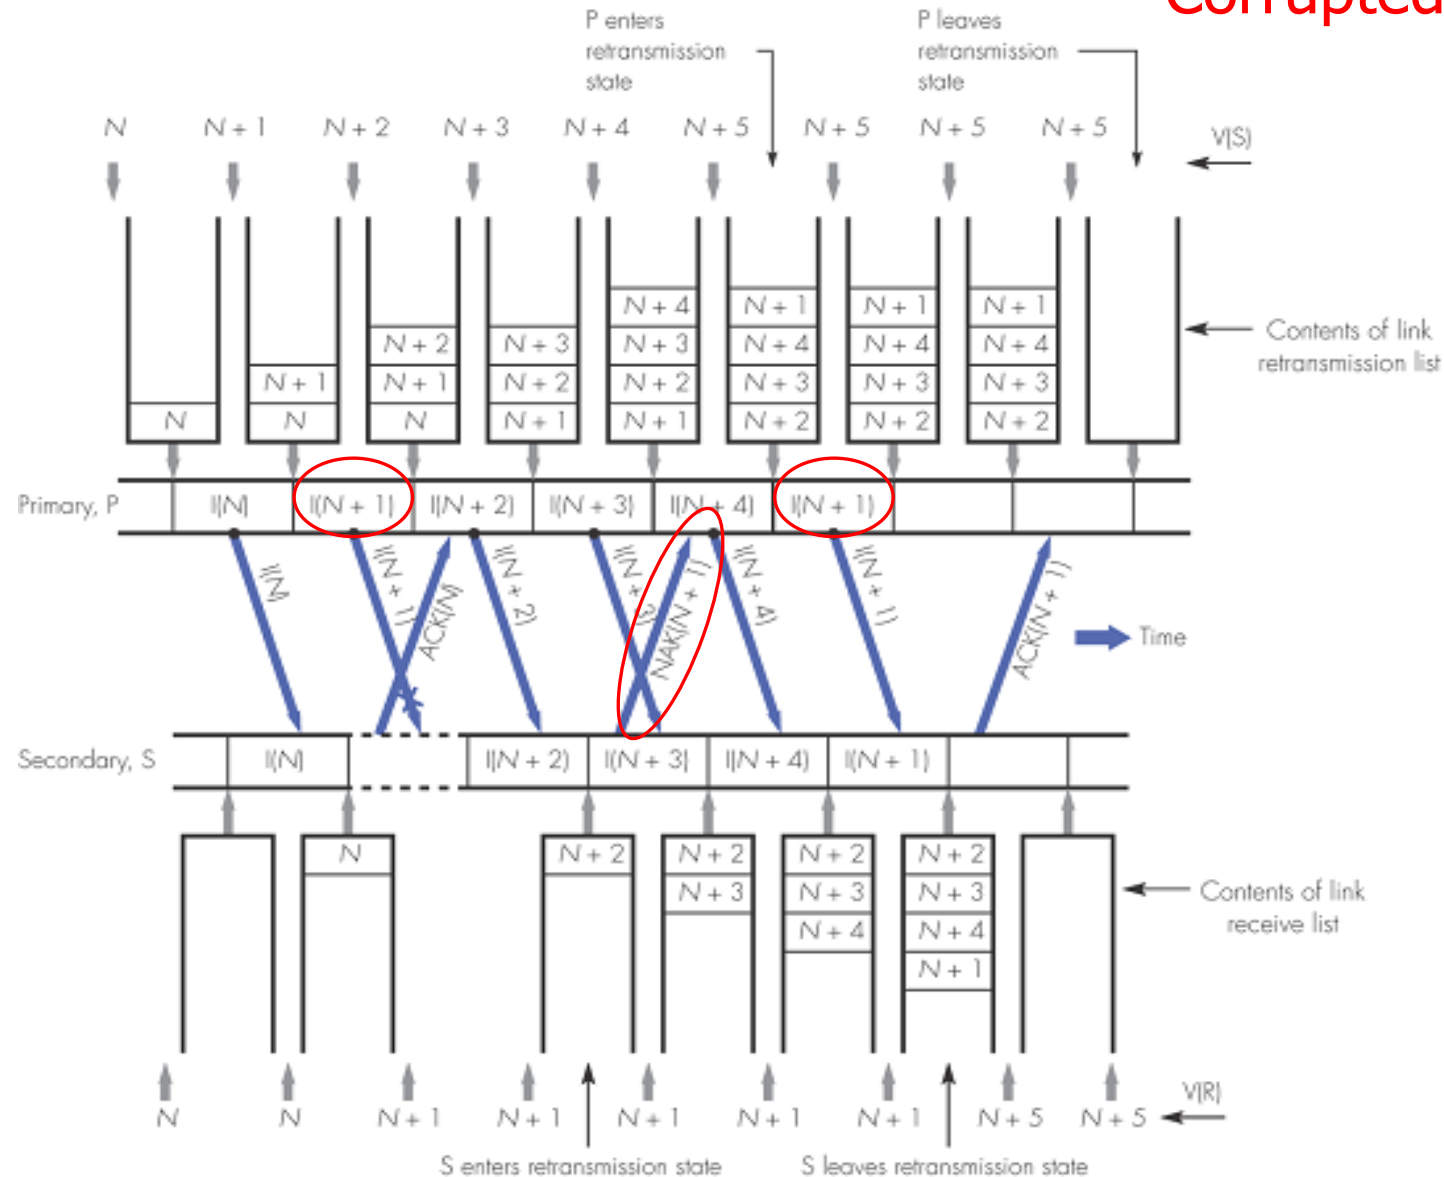 Corrupted
P enters
retransmission
state
P leaves
retransmission
state
N N + 1 N + 2 N + 3 N + 4 N + 5 N + 5 N + 5 N + 5
V(S)
N + 4 N + 1 N + 1 N + 1
N + 2 N + 3 N + 3 N + 4 N + 4 N + 4
N + 1 N + 1 N + 2 N + 2 N + 3 N + 3 N + 3
N N N N + 1 N + 1 N + 2 N + 2 N + 2
Contents of link
retransmission list
Primary, P I(N) I(N + 1) I(N + 2) I(N + 3) I(N + 4) I(N + 1)
I(N)
I(N + 1)
ACK(N)
I(N + 2)
I(N + 3)
NAK(N + 1)
I(N + 4)
I(N + 1)
ACK(N + 1)
Time
Secondary, S I(N) I(N + 2) I(N + 3) I(N + 4) I(N + 1)
N N + 2 N + 2 N + 2 N + 2
N + 3 N + 3 N + 3
N + 4 N + 4
N + 1
Contents of link
receive list
V(R)
N N N + 1 N + 1 N + 1 N + 1 N + 1 N + 5 N + 5
S enters retransmission state S leaves retransmission state